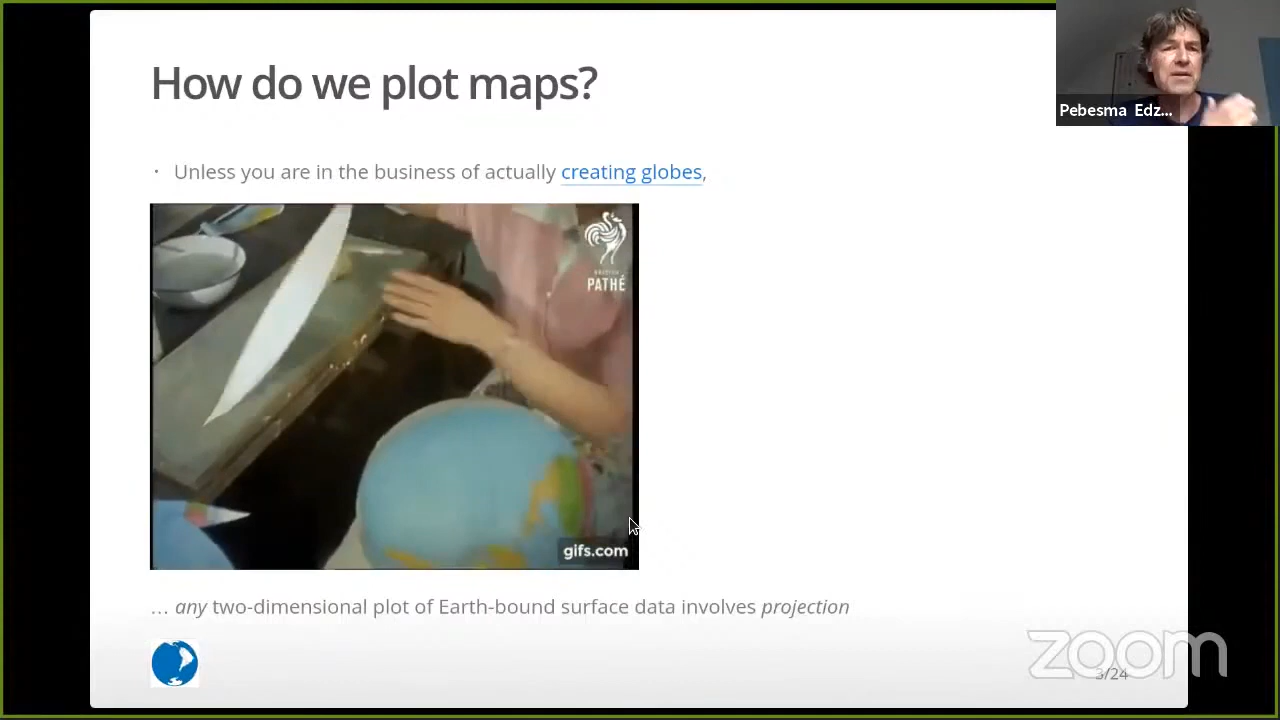 How do we plot maps?
Pebesma Edz...
• Unless you are in the business of actually creating globes,
BRITISH
PATHÉ
gifs.com
... any two-dimensional plot of Earth-bound surface data involves projection
zoom
3/24